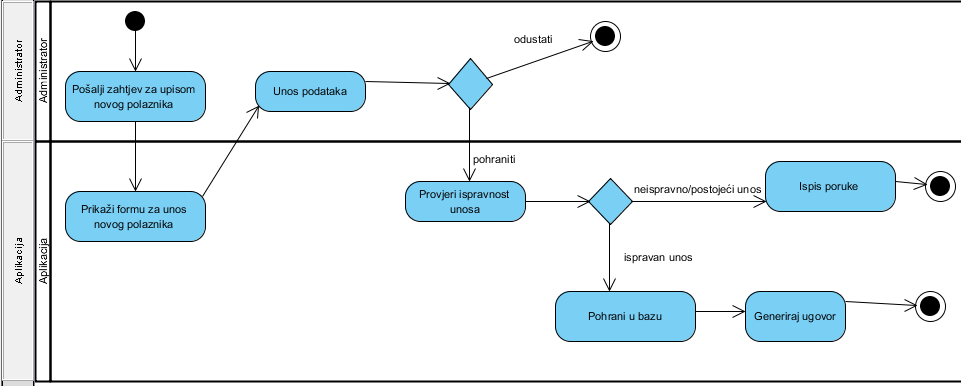 Administrator
Administrator
odustati
Pošalji zahtjev za upisom
novog polaznika
Unos podataka
pohraniti
Aplikacija
Aplikacija
Prikaži formu za unos
novog polaznika
Provjeri ispravnost
unosa
neispravno/postojeći unos
Ispis poruke
ispravan unos
Pohrani u bazu
Generiraj ugovor